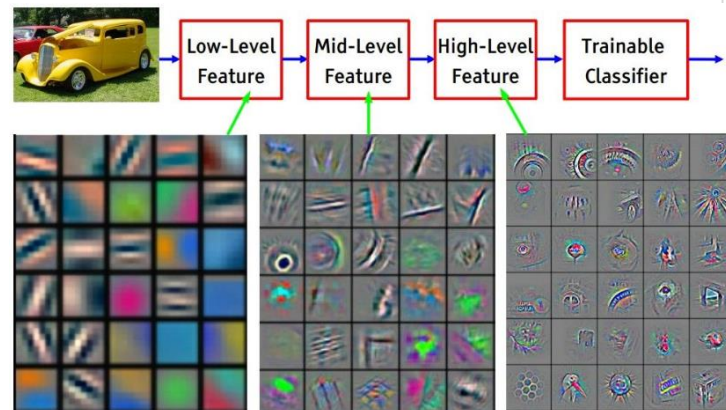 Low-Level
Feature
Mid-Level
Feature
High-Level
Feature
Trainable
Classifier